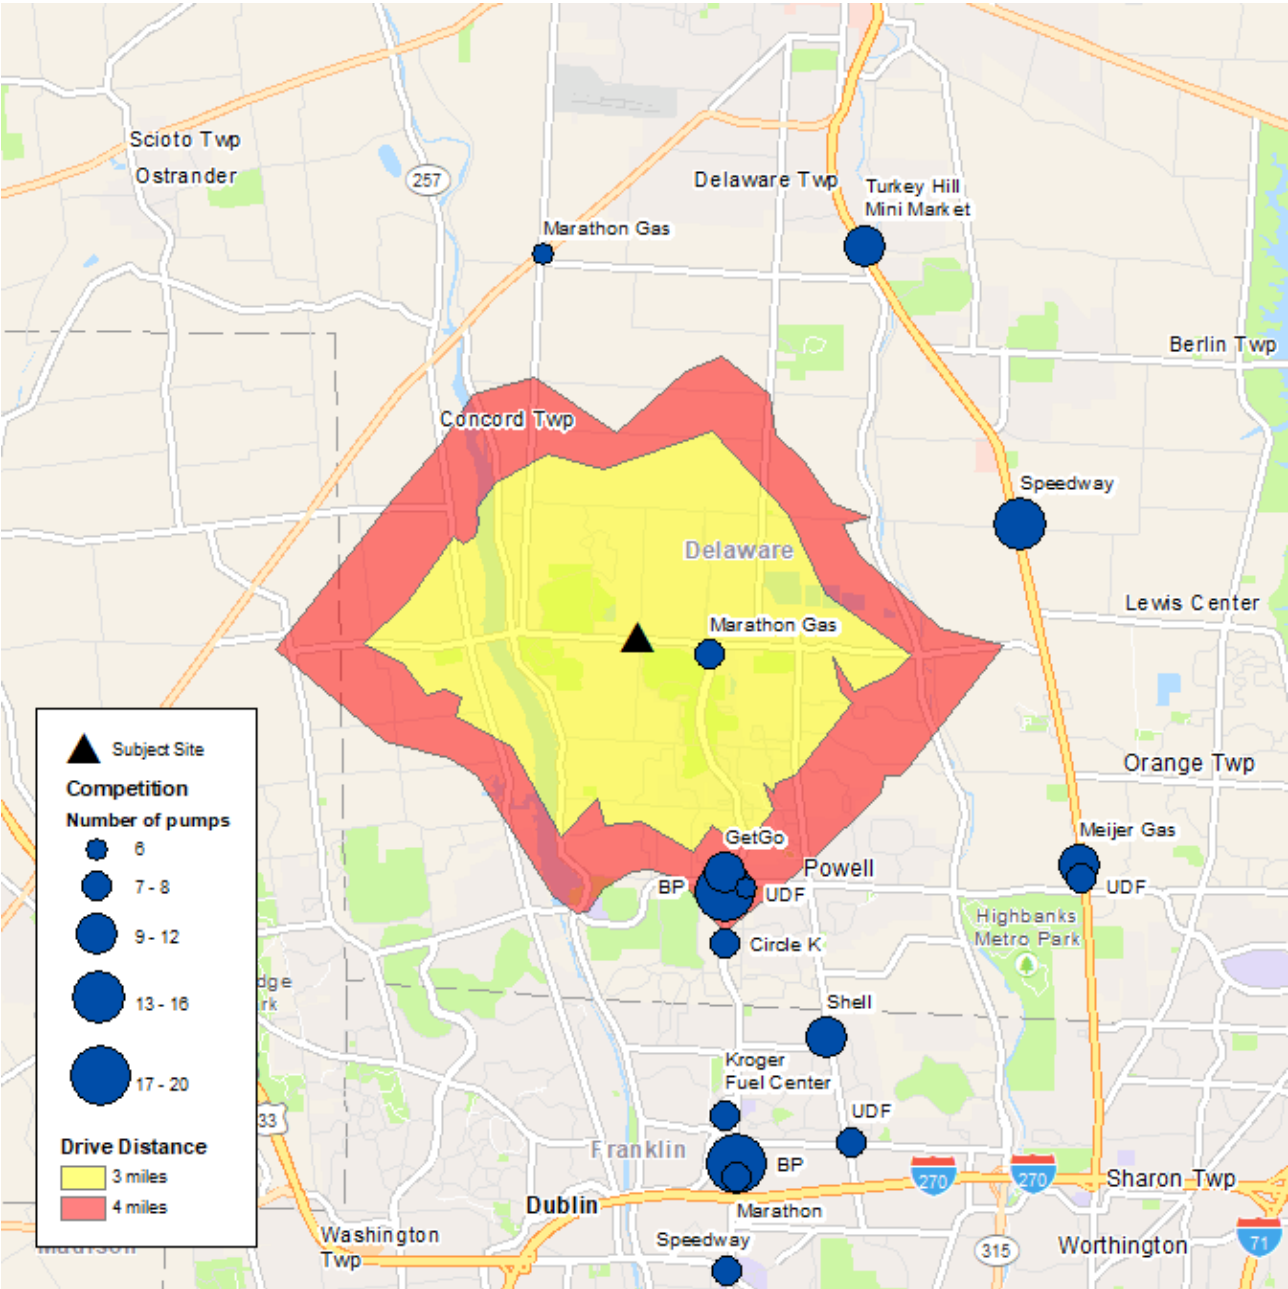 Scioto Twp
Ostrander
257
Delaware Twp
Turkey Hill
Mini Market
Marathon Gas
Berlin Twp
Concord Twp
Speedway
Delaware
Lewis Center
Marathon Gas
Orange Twp
Subject Site
Competition
Number of pumps
6
7 - 8
9 - 12
13 - 16
17 - 20
Drive Distance
3 miles
4 miles
GetGo
Meijer Gas
Powell
BP
UDF
UDF
Highbanks
Metro Park
Circle K
Shell
Kroger
Fuel Center
UDF
33
Franklin
BP
270
270
Sharon Twp
Dublin
Marathon
Washington
Twp
Speedway
315
Worthington
71